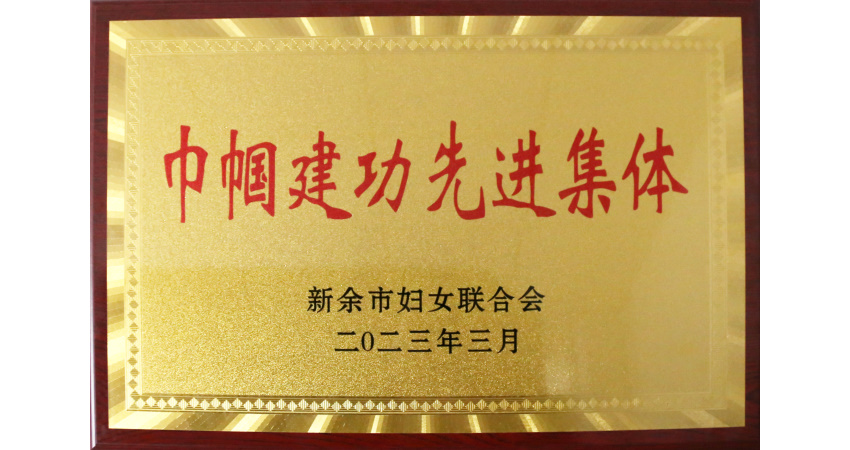 巾帼建功先进集体
新余市妇女联合会
二0二三年三月